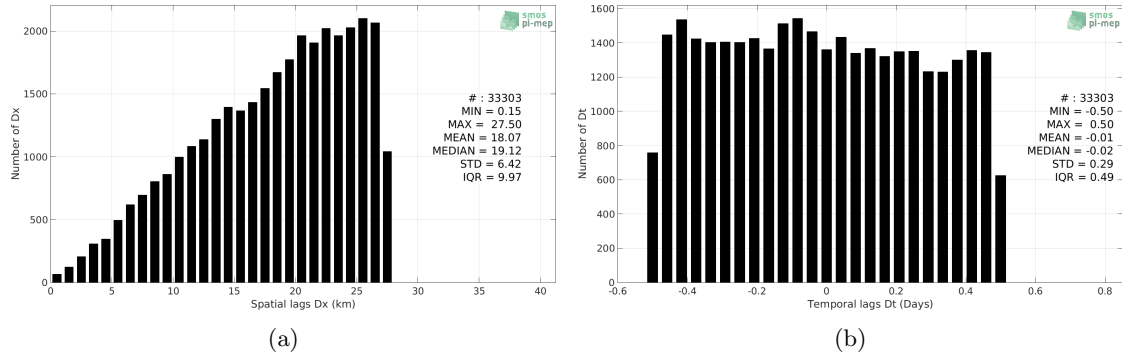 smos
pi-mep
2000
1500
1000
500
0
Number of Dx
# : 33303
MIN = 0.15
MAX = 27.50
MEAN = 18.07
MEDIAN = 19.12
STD = 6.42
IQR = 9.97
0 5 10 15 20 25 30 35 40
Spatial lags Dx (km)
(a)
smos
pi-mep
1600
1400
1200
1000
800
600
400
200
0
Number of Dt
# : 33303
MIN = -0.50
MAX = 0.50
MEAN = -0.01
MEDIAN = -0.02
STD = 0.29
IQR = 0.49
-0.6 -0.4 -0.2 0 0.2 0.4 0.6 0.8
Temporal lags Dt (Days)
(b)